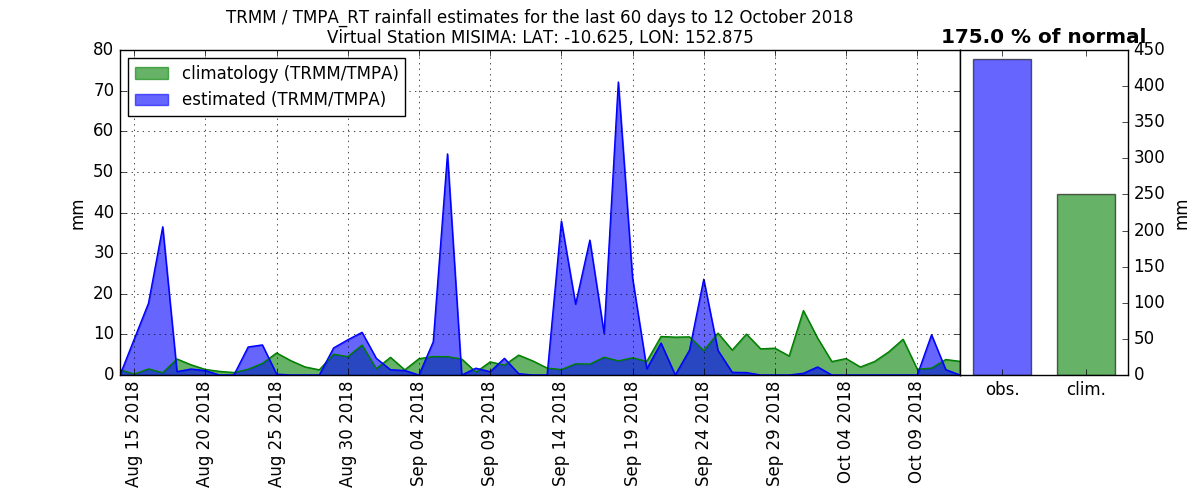 TRMM / TMPA_RT rainfall estimates for the last 60 days to 12 October 2018
Virtual Station MISIMA: LAT: -10.625, LON: 152.875
175.0 % of normal
climatology (TRMM/TMPA)
estimated (TRMM/TMPA)
mm
80
70
60
50
40
30
20
10
0
Aug 15 2018
Aug 20 2018
Aug 25 2018
Aug 30 2018
Sep 04 2018
Sep 09 2018
Sep 14 2018
Sep 19 2018
Sep 24 2018
Sep 29 2018
Oct 04 2018
Oct 09 2018
450
400
350
300
250
200
150
100
50
0
mm
obs.
clim.